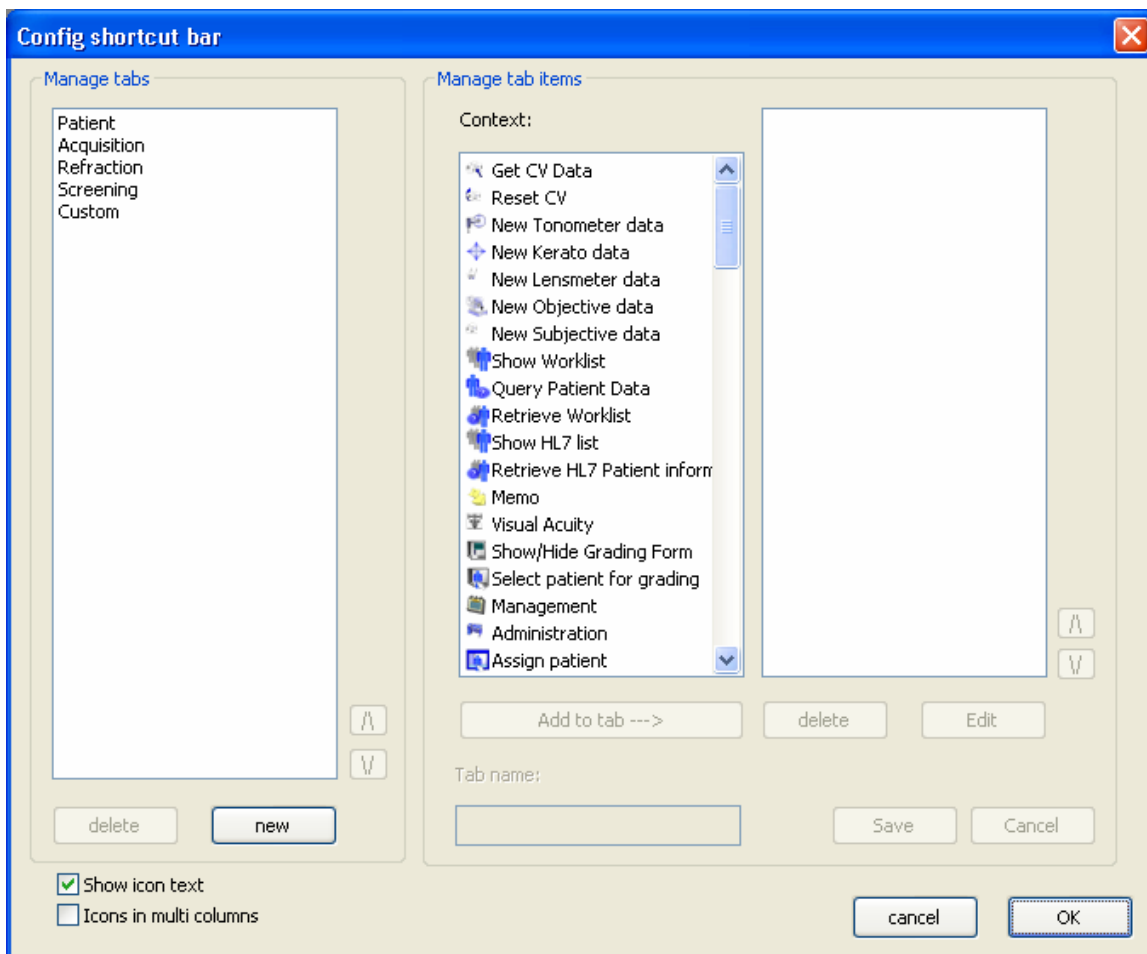 Config shortcut bar
Manage tabs
Patient
Acquisition
Refraction
Screening
Custom
/\
\/
delete
new
Manage tab items
Context:
Get CV Data
Reset CV
New Tonometer data
New Kerato data
New Lensmeter data
New Objective data
New Subjective data
Show Worklist
Query Patient Data
Retrieve Worklist
Show HL7 list
Retrieve HL7 Patient inform
Memo
Visual Acuity
Show/Hide Grading Form
Select patient for grading
Management
Administration
Assign patient
/\
\/
Add to tab --->
delete
Edit
Tab name:
Save
Cancel
Show icon text
Icons in multi columns
cancel
OK